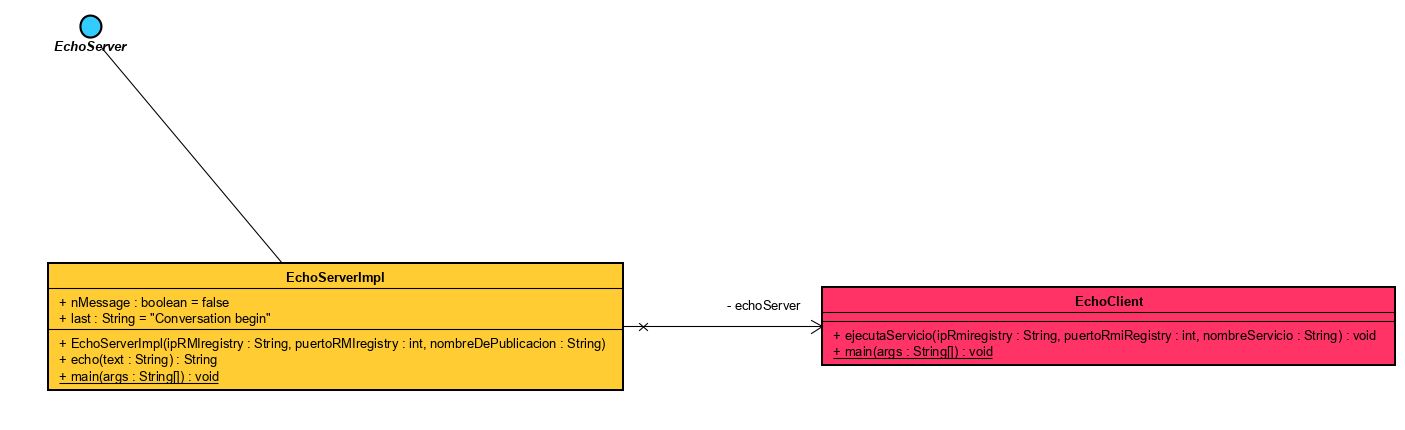 EchoServer
EchoServerImpl
+ nMessage : boolean = false
+ last : String = "Conversation begin"
+ EchoServerImpl(ipRMIregistry : String, puertoRMIregistry : int, nombreDePublicacion : String)
+ echo(text : String) : String
+ main(args : String[]) : void
- echoServer
EchoClient
+ ejecutaServicio(ipRmiregistry : String, puertoRmiRegistry : int, nombreServicio : String) : void
+ main(args : String[]) : void